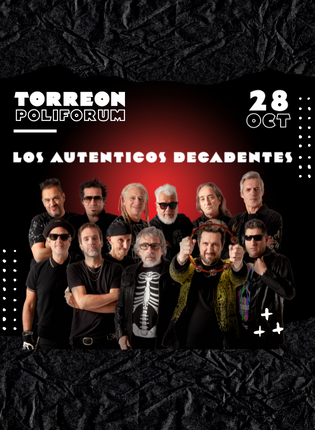 TORREON
POLIFORUM
28
OCT
LOS AUTENTICOS DECADENTES